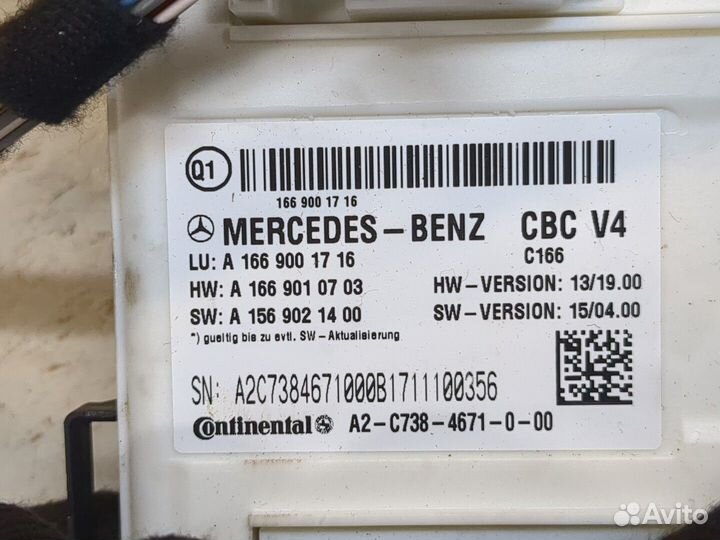 Q1
166 900 17 16
MERCEDES-BENZ CBC V4
C166
LU: A 166 900 17 16
HW: A 166 901 07 03 HW-VERSION: 13/19.00
SW: A 156 902 14 00 SW-VERSION: 15/04.00
*) gueltig bis zu evtl. SW-Aktualisierung
SN: A2C7384671000B1711100356
Continental A2-C738-4671-0-00
Avito